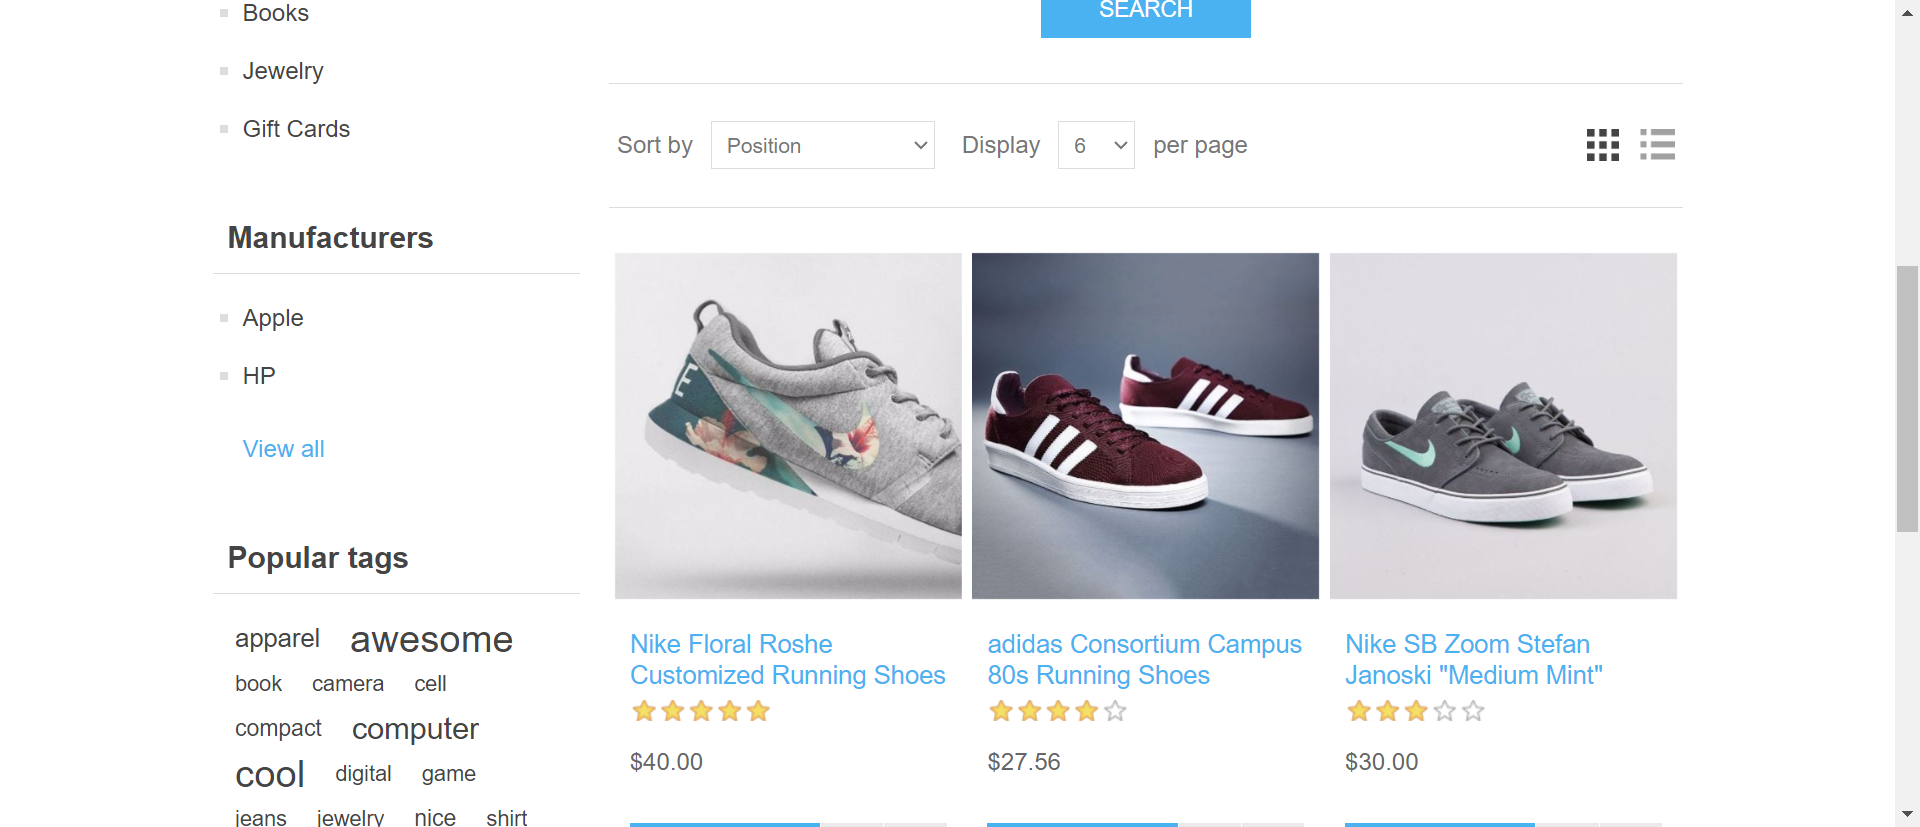 Books
Jewelry
Gift Cards
Manufacturers
Apple
HP
View all
Popular tags
apparel awesome
book camera cell
compact computer
cool digital game
jeans jewelry nice shirt
SEARCH
Sort by Position Display 6 per page
E
Nike Floral Roshe
Customized Running Shoes
$40.00
adidas Consortium Campus
80s Running Shoes
$27.56
Nike SB Zoom Stefan
Janoski "Medium Mint"
$30.00